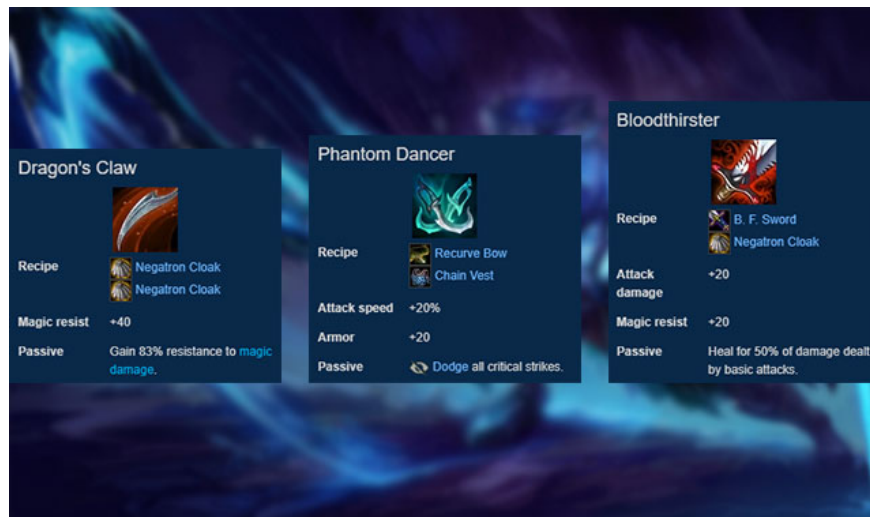 Dragon's Claw
Recipe Negatron Cloak
Negatron Cloak
Magic resist +40
Passive Gain 83% resistance to magic
damage.
Phantom Dancer
Recipe Recurve Bow
Chain Vest
Attack speed +20%
Armor +20
Passive Dodge all critical strikes.
Bloodthirster
Recipe B. F. Sword
Negatron Cloak
Attack +20
damage
Magic resist +20
Passive Heal for 50% of damage dealt
by basic attacks.